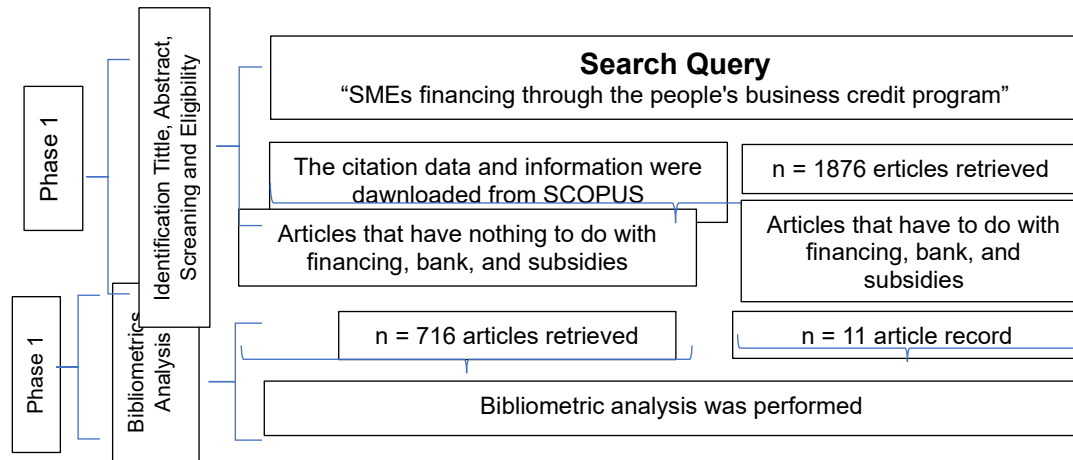 Phase 1
Identification Tittle, Abstract,
Screaning and Eligibility
Search Query
“SMEs financing through the people's business credit program”
The citation data and information were
dawnloaded from SCOPUS
n = 1876 erticles retrieved
Articles that have nothing to do with
financing, bank, and subsidies
Articles that have to do with
financing, bank, and
subsidies
Phase 1
Bibliometrics
Analysis
n = 716 articles retrieved
n = 11 article record
Bibliometric analysis was performed